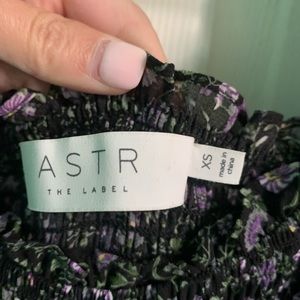 ASTR
THE LABEL
XS
made in
china